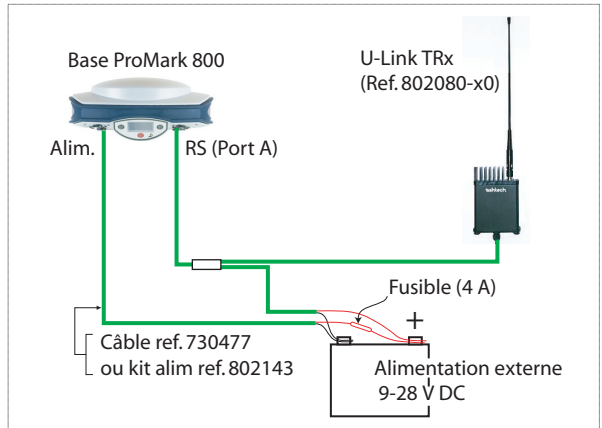 Base ProMark 800
U-Link TRx
(Ref. 802080-x0)
Alim.
RS (Port A)
ashtech
Fusible (4 A)
+
Câble ref. 730477
ou kit alim ref. 802143
Alimentation externe
9-28 V DC